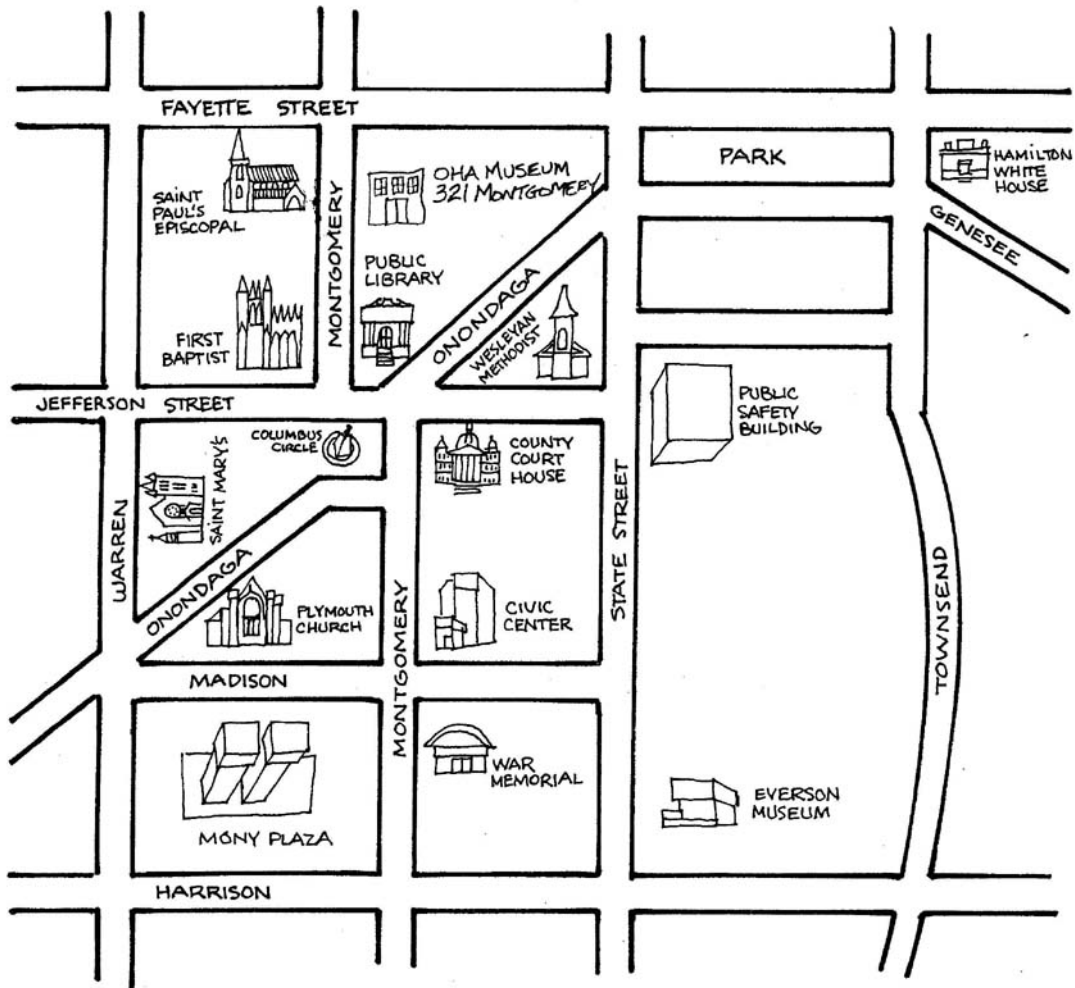 FAYETTE STREET
PARK
HAMILTON
WHITE
HOUSE
OHA MUSEUM
321 MONTGOMERY
SAINT
PAUL'S
EPISCOPAL
MONTGOMERY
GENESEE
PUBLIC
LIBRARY
ONONDAGA
FIRST
BAPTIST
WESLEYAN
METHODIST
JEFFERSON STREET
PUBLIC
SAFETY
BUILDING
COLUMBUS
CIRCLE
COUNTY
COURT
HOUSE
SAINT MARY'S
WARREN
ONONDAGA
STATE STREET
PLYMOUTH
CHURCH
CIVIC
CENTER
TOWNSEND
MADISON
MONTGOMERY
WAR
MEMORIAL
EVERSON
MUSEUM
MONY PLAZA
HARRISON